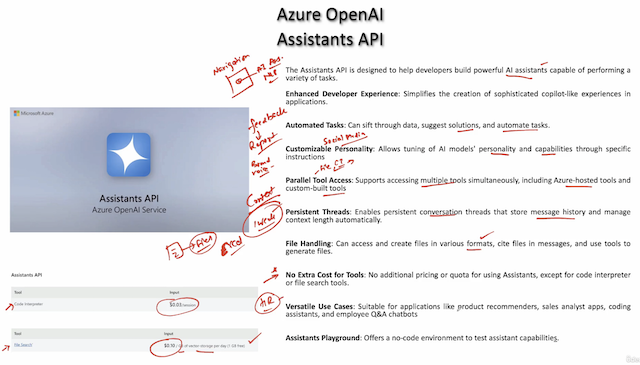 Azure OpenAI
Assistants API
Navigation
The Assistants API is designed to help developers build powerful AI assistants capable of performing a
variety of tasks.
Enhanced Developer Experience: Simplifies the creation of sophisticated copilot-like experiences in
applications.
Automated Tasks: Can sift through data, suggest solutions, and automate tasks.
Social Media
Customizable Personality: Allows tuning of AI models' personality and capabilities through specific
instructions
Parallel Tool Access: Supports accessing multiple tools simultaneously, including Azure-hosted tools and
custom-built tools
Persistent Threads: Enables persistent conversation threads that store message history and manage
context length automatically.
File Handling: Can access and create files in various formats, cite files in messages, and use tools to
generate files.
No Extra Cost for Tools: No additional pricing or quota for using Assistants, except for code interpreter
or file search tools.
Versatile Use Cases: Suitable for applications like product recommenders, sales analyst apps, coding
assistants, and employee Q&A chatbots
Assistants Playground: Offers a no-code environment to test assistant capabilities.
feedback
Report
Brand
voice
Context
1 week
Files
HR
Microsoft Azure
Assistants API
Azure OpenAI Service
Assistants API
Tool Input
Code Interpreter $0.03/session
Tool Input
File Search $0.10 / GB of vector-storage per day (1 GB free)